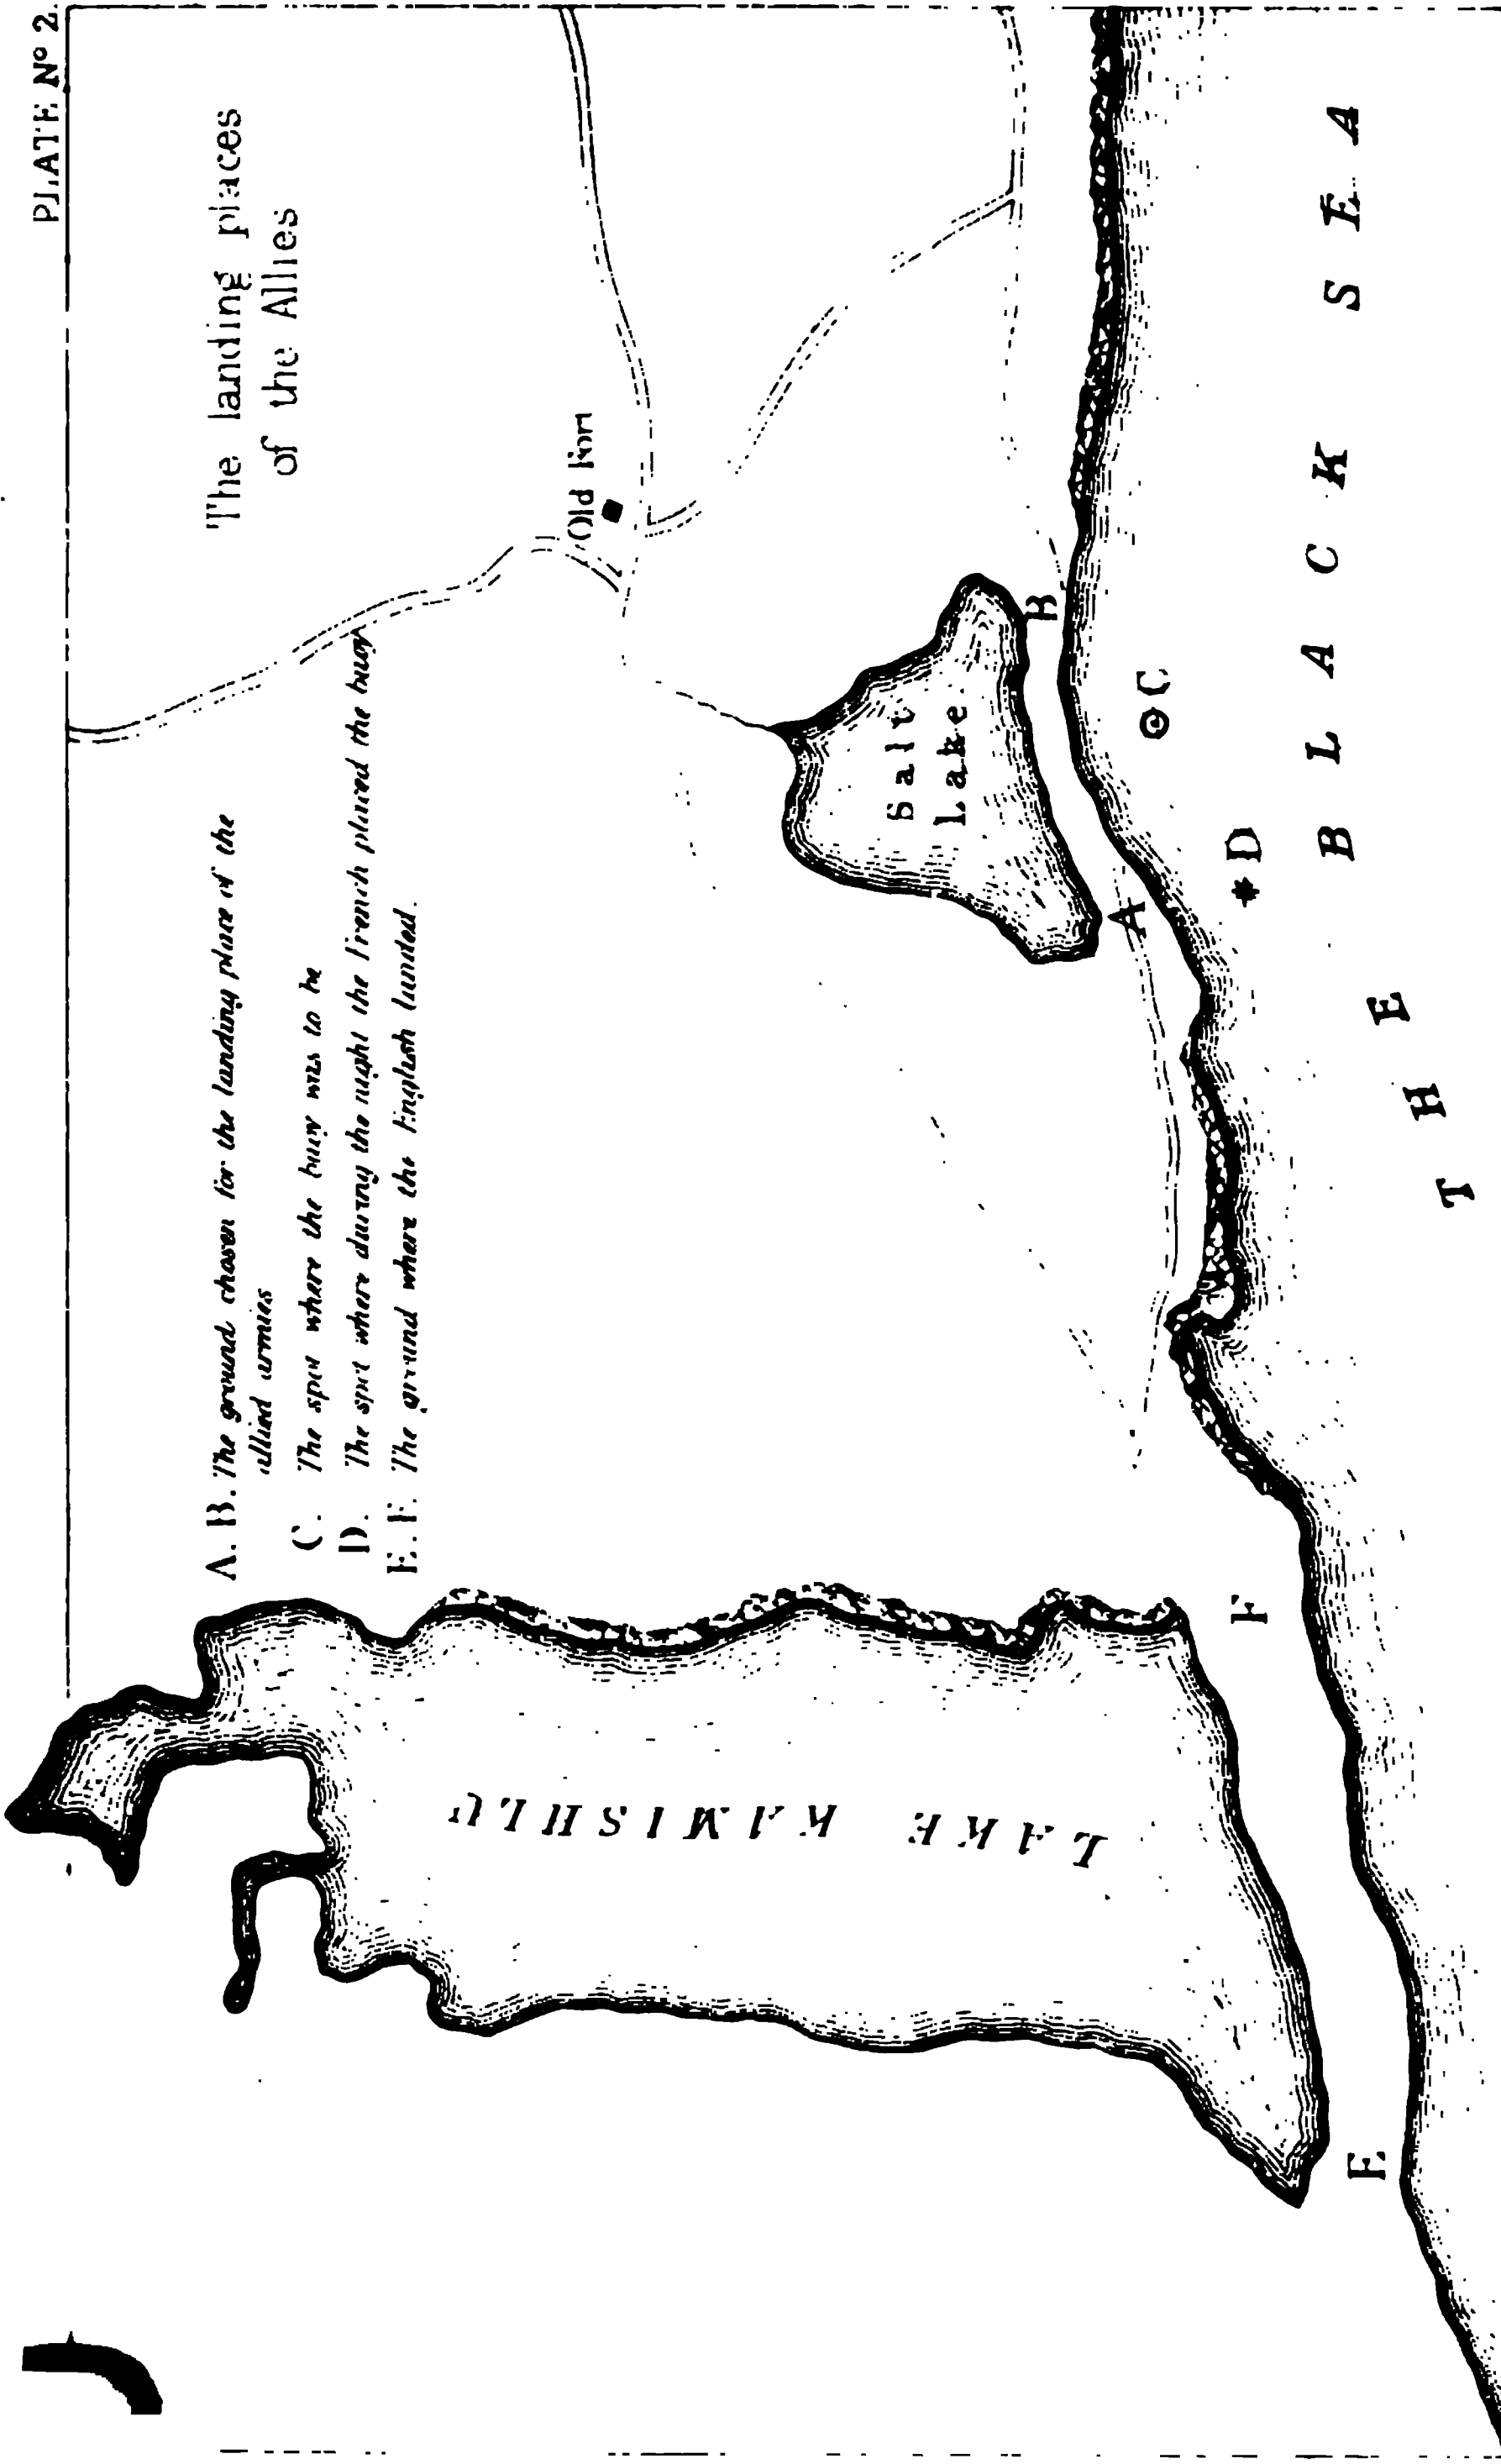 PLATE Nº 2.
The landing places
of the Allies
A. B. The ground chosen for the landing place of the
allied armies
C. The spot where the buoy was to be
D. The spot where during the night the French placed the buoy
E. F. The ground where the English landed.
Old
Salt
Lake
A
B
C
D
E
F
LAKE KAMISHLU
THE BLACK SEA